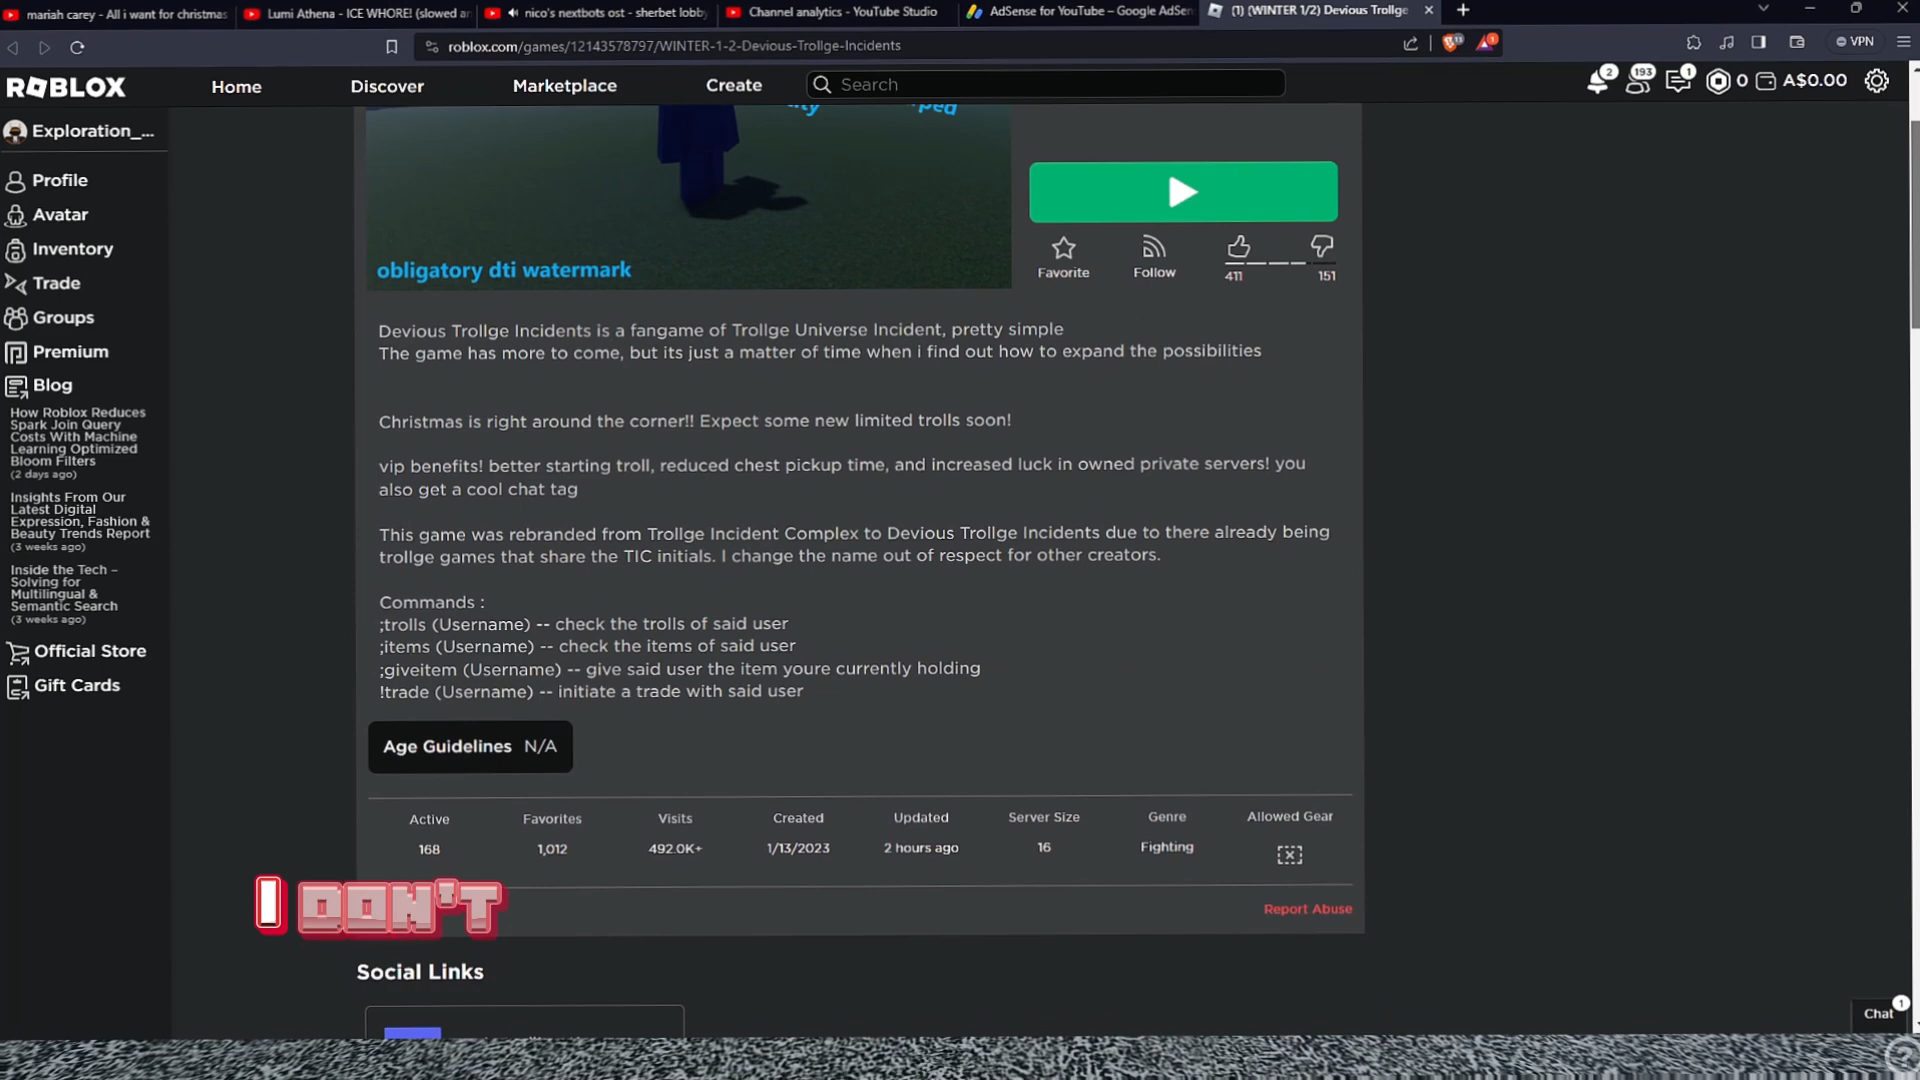 mariah carey - All i want for christmas
Lumi Athena - ICE WHORE! (slowed an
nico's nextbots ost - sherbet lobby
Channel analytics - YouTube Studio
AdSense for YouTube – Google AdSen
(1) (WINTER 1/2) Devious Trollge
roblox.com/games/12143578797/WINTER-1-2-Devious-Trollge-Incidents
VPN
ROBLOX
Home
Discover
Marketplace
Create
Search
2
193
1
0
A$0.00
Exploration_...
Profile
Avatar
Inventory
Trade
Groups
Premium
Blog
How Roblox Reduces
Spark Join Query
Costs With Machine
Learning Optimized
Bloom Filters
(2 days ago)
Insights From Our
Latest Digital
Expression, Fashion &
Beauty Trends Report
(3 weeks ago)
Inside the Tech –
Solving for
Multilingual &
Semantic Search
(3 weeks ago)
Official Store
Gift Cards
obligatory dti watermark
Favorite
Follow
411
151
Devious Trollge Incidents is a fangame of Trollge Universe Incident, pretty simple
The game has more to come, but its just a matter of time when i find out how to expand the possibilities
Christmas is right around the corner!! Expect some new limited trolls soon!
vip benefits! better starting troll, reduced chest pickup time, and increased luck in owned private servers! you
also get a cool chat tag
This game was rebranded from Trollge Incident Complex to Devious Trollge Incidents due to there already being
trollge games that share the TIC initials. I change the name out of respect for other creators.
Commands :
;trolls (Username) -- check the trolls of said user
;items (Username) -- check the items of said user
;giveitem (Username) -- give said user the item youre currently holding
!trade (Username) -- initiate a trade with said user
Age Guidelines N/A
Active
Favorites
Visits
Created
Updated
Server Size
Genre
Allowed Gear
168
1,012
492.0K+
1/13/2023
2 hours ago
16
Fighting
I DON'T
Report Abuse
Social Links
Chat
1